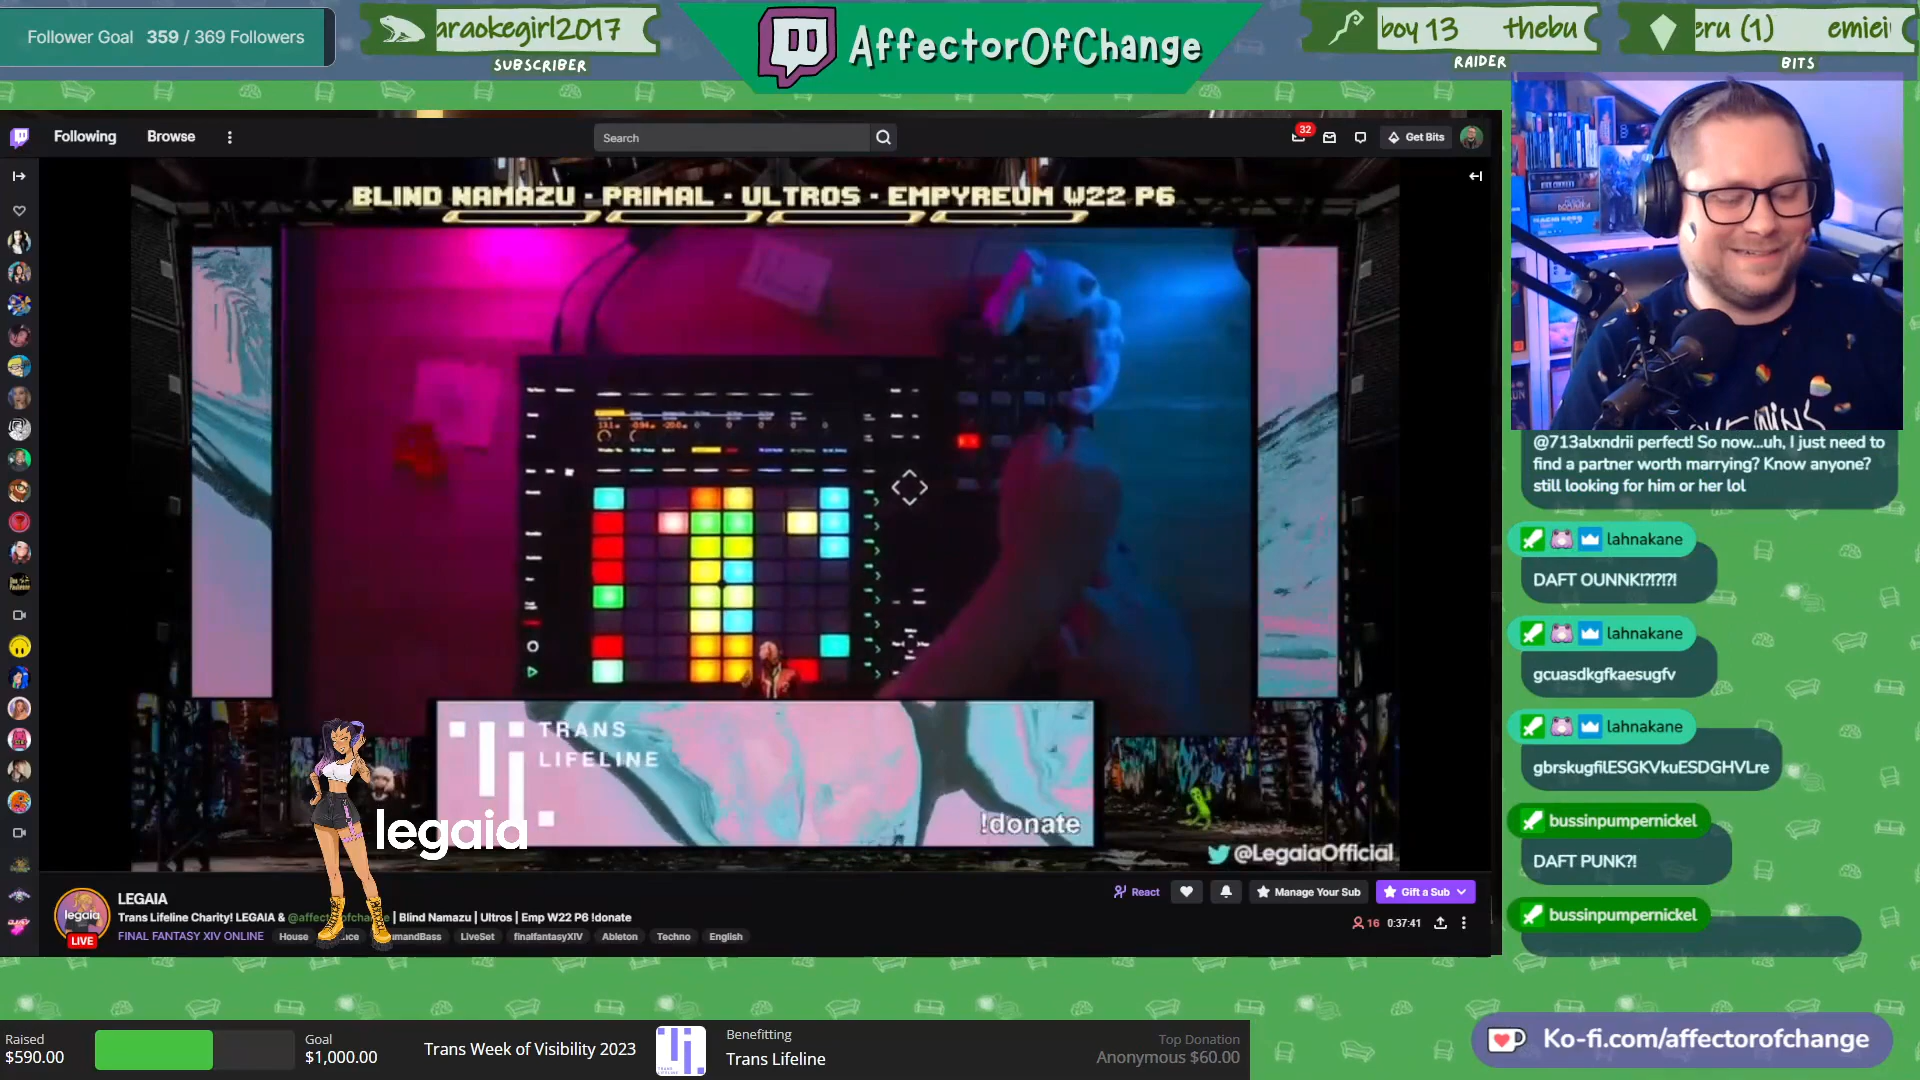 Follower Goal 359 / 369 Followers
araokegirl2017
SUBSCRIBER
AffectorOfChange
boy 13 thebu
RAIDER
eru (1) emiei
BITS
Following Browse
Search
32
Get Bits
BLIND NAMAZU - PRIMAL - ULTROS - EMPYREUM W22 P6
TRANS
LIFELINE
!donate
legaia
@LegaiaOfficial
@713alxndrii perfect! So now...uh, I just need to
find a partner worth marrying? Know anyone?
still looking for him or her lol
lahnakane
DAFT OUNNK!?!?!?!
lahnakane
gcuasdkgfkaesugfv
lahnakane
gbrskugfilESGKVkuESDGHVLre
bussinpumpernickel
DAFT PUNK?!
bussinpumpernickel
legaia
LIVE
LEGAIA
Trans Lifeline Charity! LEGAIA & @affect ofchan | Blind Namazu | Ultros | Emp W22 P6 !donate
FINAL FANTASY XIV ONLINE House umandBass LiveSet finalfantasyXIV Ableton Techno English
React
Manage Your Sub
Gift a Sub
16 0:37:41
Raised
$590.00
Goal
$1,000.00
Trans Week of Visibility 2023
Benefitting
Trans Lifeline
Top Donation
Anonymous $60.00
Ko-fi.com/affectorofchange